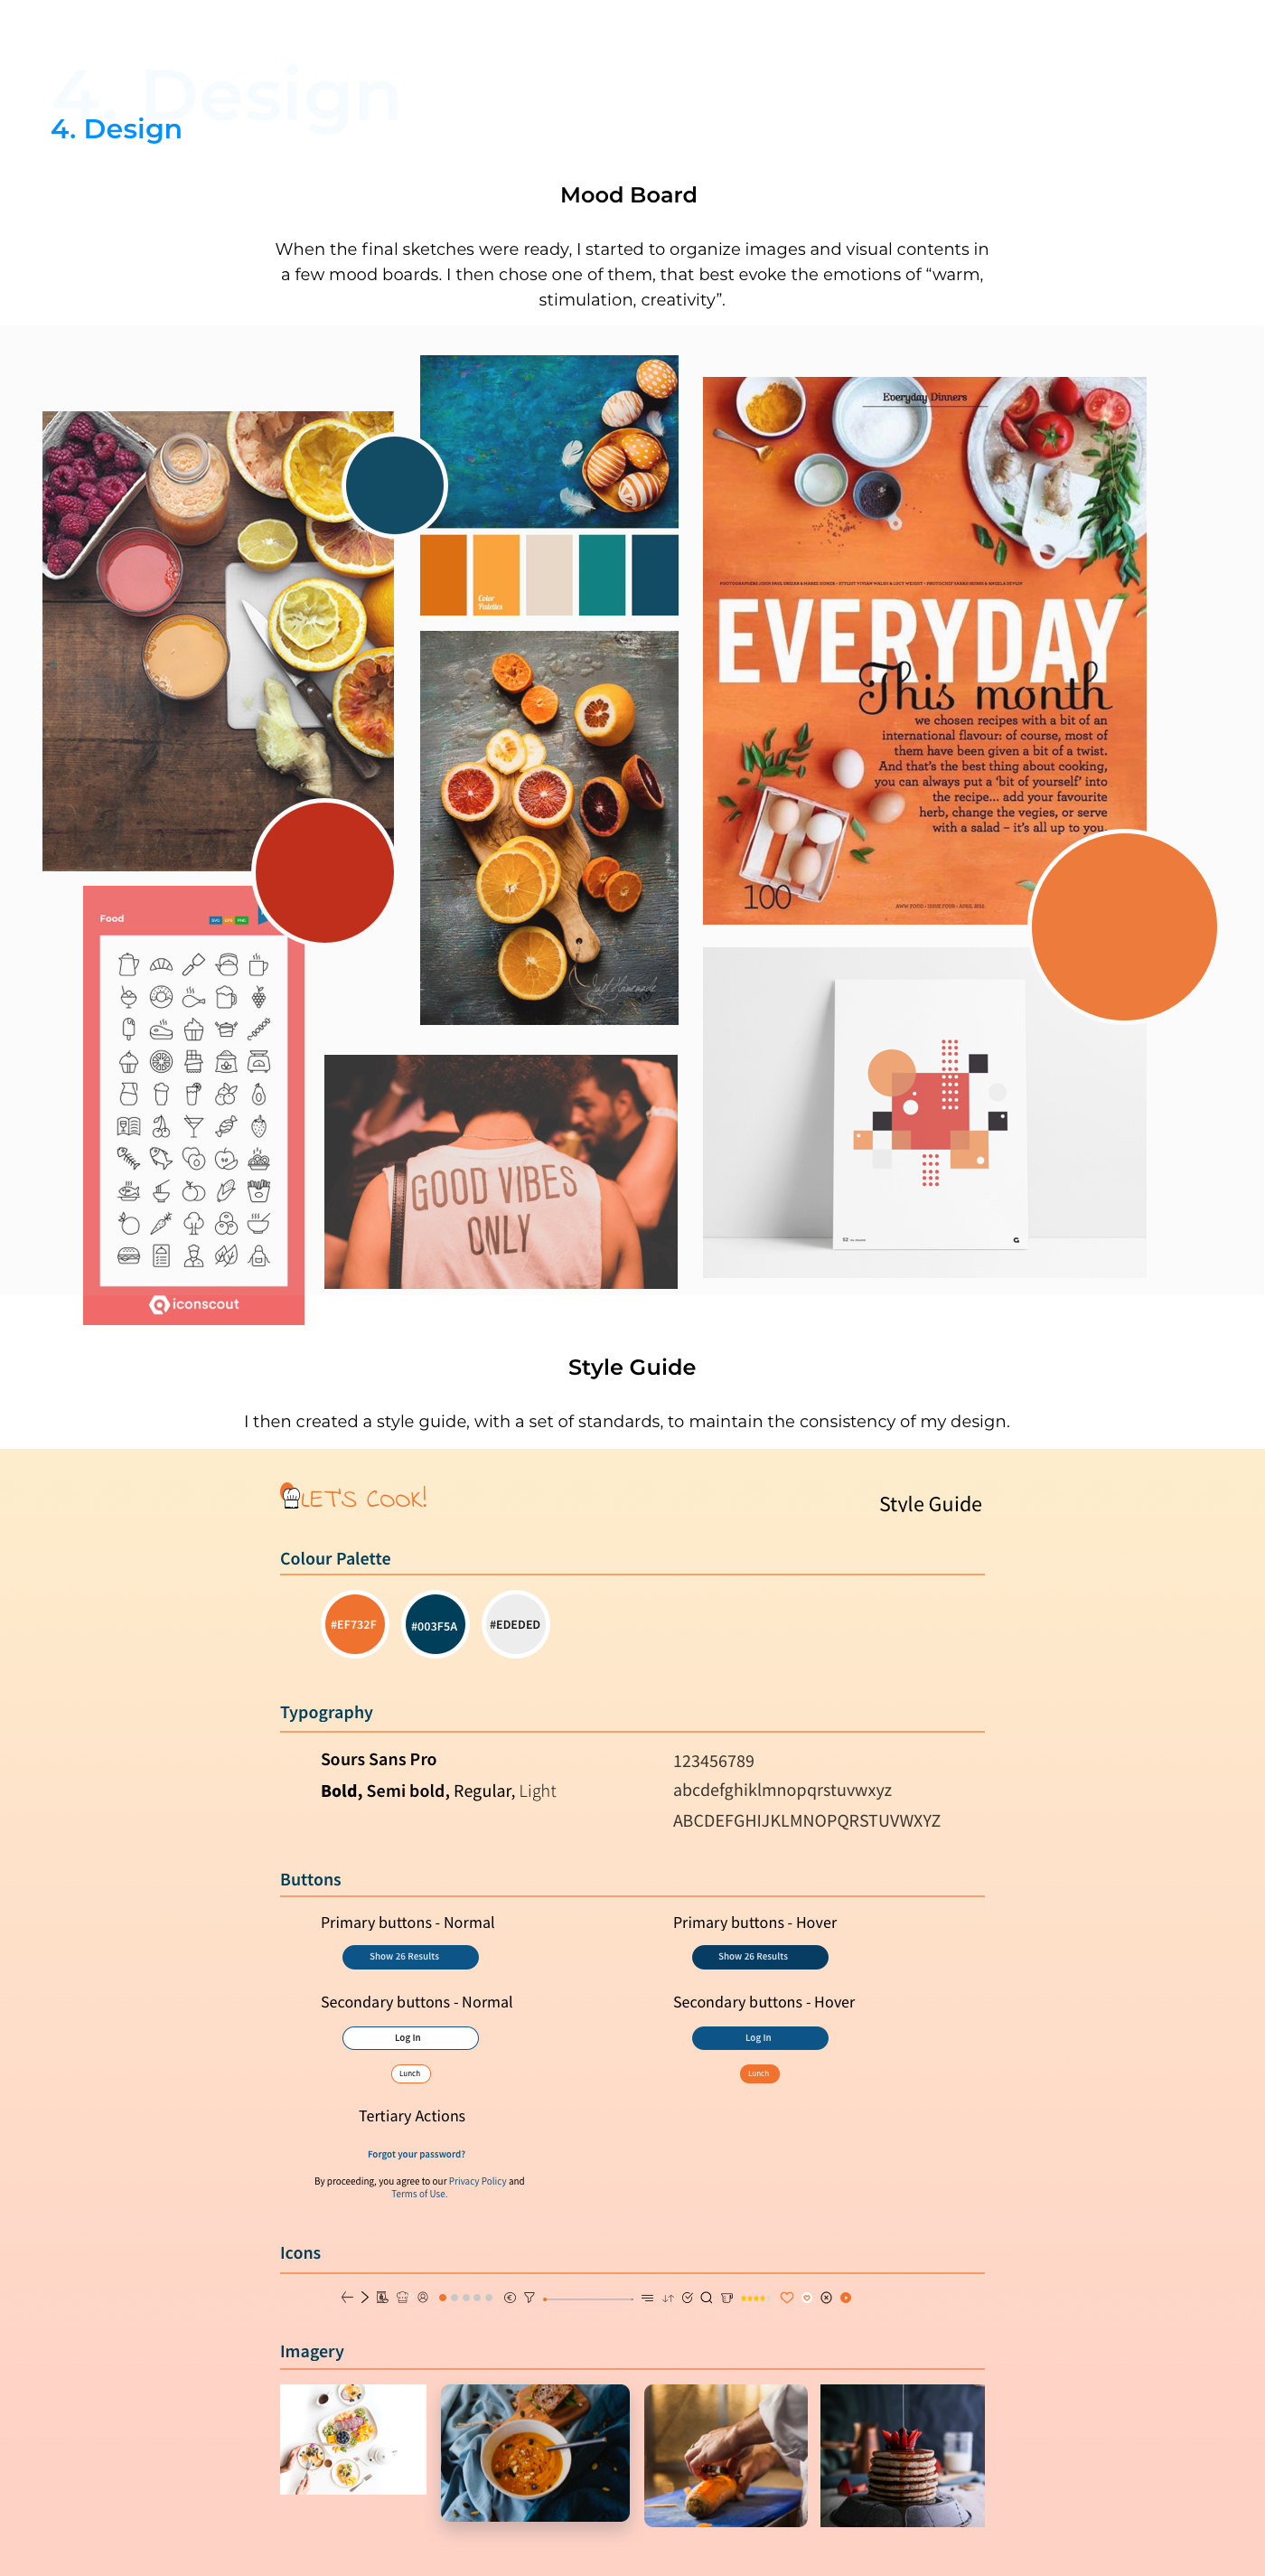 4. Design
4. Design
Mood Board
When the final sketches were ready, I started to organize images and visual contents in
a few mood boards. I then chose one of them, that best evoke the emotions of “warm,
stimulation, creativity”.
Color
Palettes
Everyday Dinners
EVERYDAY
This month
we chosen recipes with a bit of an
international flavour: of course, most of
them have been given a bit of a twist.
And that’s the best thing about cooking,
you can always put a ‘bit of yourself’ into
the recipe... add your favourite
herb, change the vegies, or serve
with a salad – it’s all up to you.
100
Food
SVG
PNG
iconscout
Just Homemade
GOOD VIBES
ONLY
02
G
Style Guide
I then created a style guide, with a set of standards, to maintain the consistency of my design.
LET'S COOK!
Style Guide
Colour Palette
#EF732F
#003F5A
#EDEDED
Typography
Sours Sans Pro
Bold, Semi bold, Regular, Light
123456789
abcdefghiklmnopqrstuvwxyz
ABCDEFGHIJKLMNOPQRSTUVWXYZ
Buttons
Primary buttons - Normal
Primary buttons - Hover
Show 26 Results
Show 26 Results
Secondary buttons - Normal
Secondary buttons - Hover
Log In
Log In
Lunch
Lunch
Tertiary Actions
Forgot your password?
By proceeding, you agree to our Privacy Policy and
Terms of Use.
Icons
Imagery